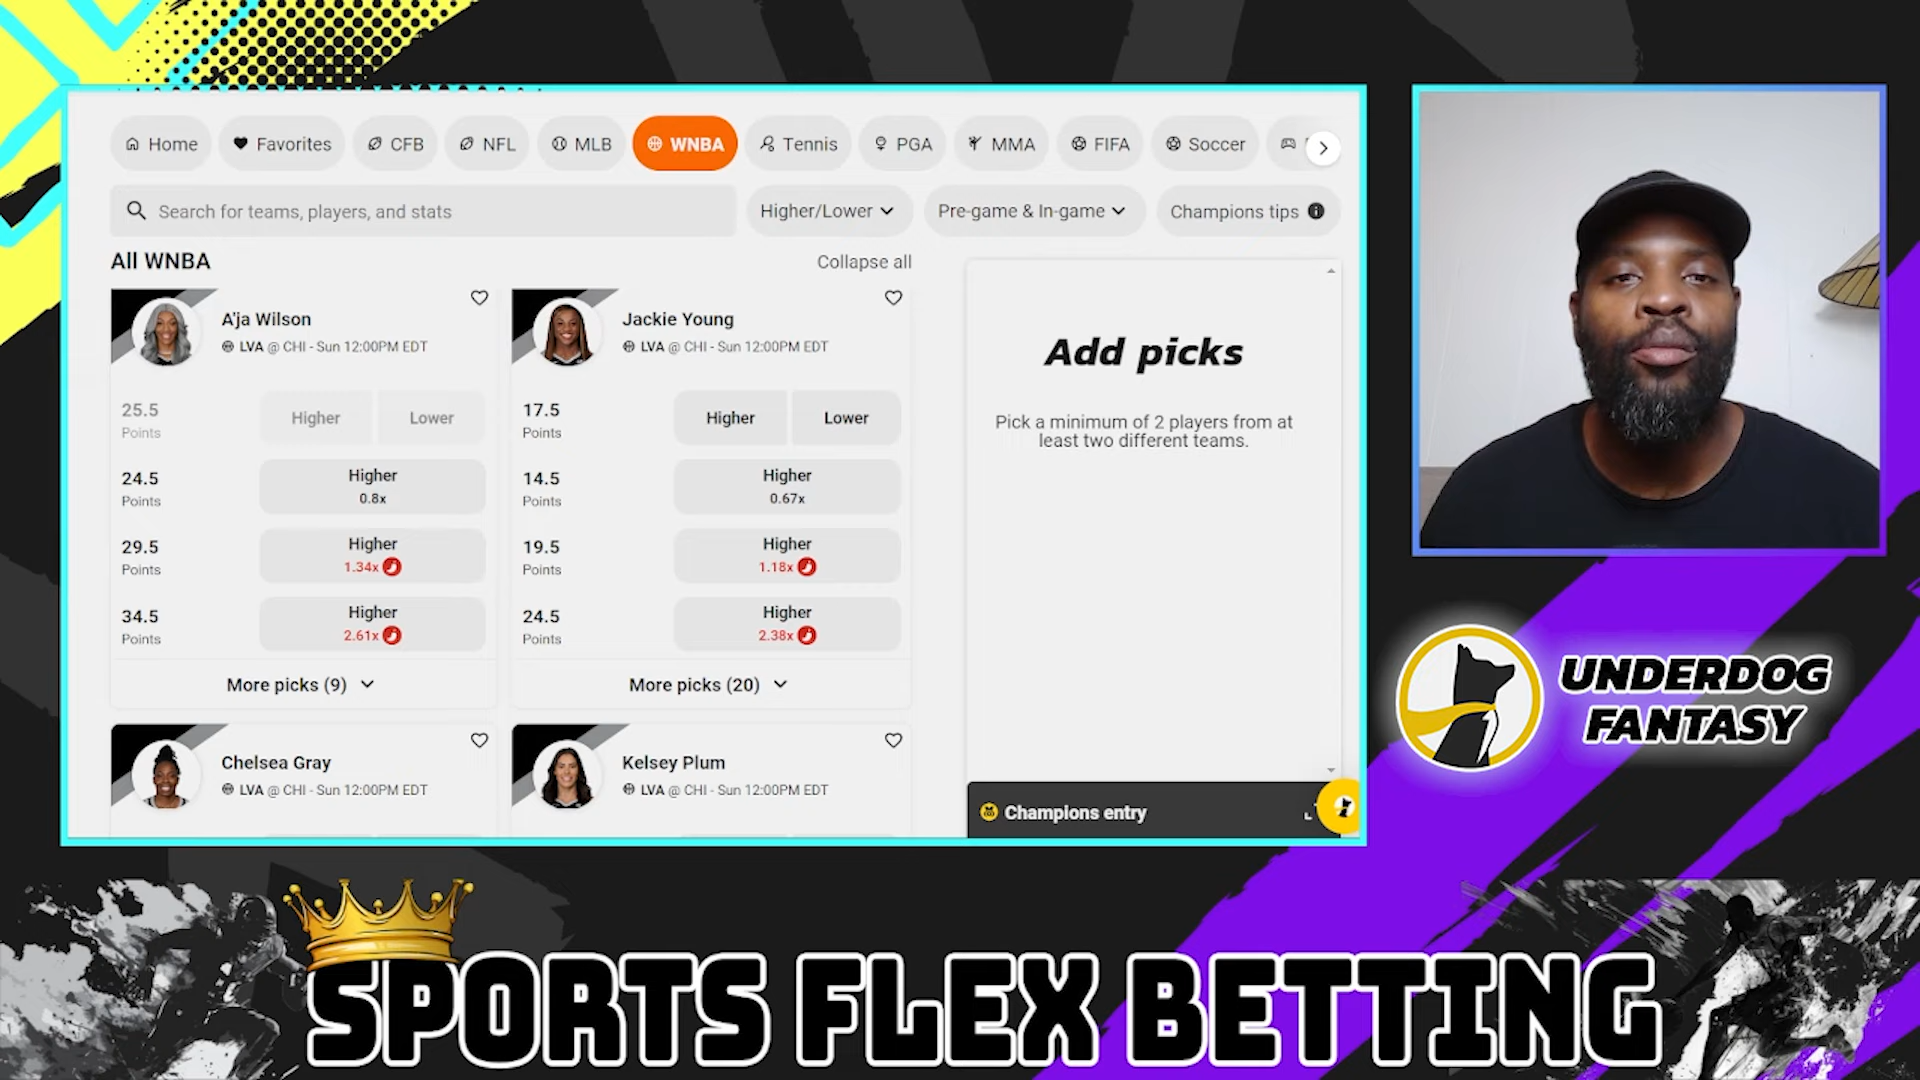 Home
Favorites
CFB
NFL
MLB
WNBA
Tennis
PGA
MMA
FIFA
Soccer
Search for teams, players, and stats
Higher/Lower
Pre-game & In-game
Champions tips
All WNBA
Collapse all
A'ja Wilson
LVA @ CHI - Sun 12:00PM EDT
25.5
Points
Higher
Lower
24.5
Points
Higher
0.8x
29.5
Points
Higher
1.34x
34.5
Points
Higher
2.61x
More picks (9)
Jackie Young
LVA @ CHI - Sun 12:00PM EDT
17.5
Points
Higher
Lower
14.5
Points
Higher
0.67x
19.5
Points
Higher
1.18x
24.5
Points
Higher
2.38x
More picks (20)
Chelsea Gray
LVA @ CHI - Sun 12:00PM EDT
Kelsey Plum
LVA @ CHI - Sun 12:00PM EDT
Add picks
Pick a minimum of 2 players from at
least two different teams.
Champions entry
UNDERDOG
FANTASY
SPORTS FLEX BETTING